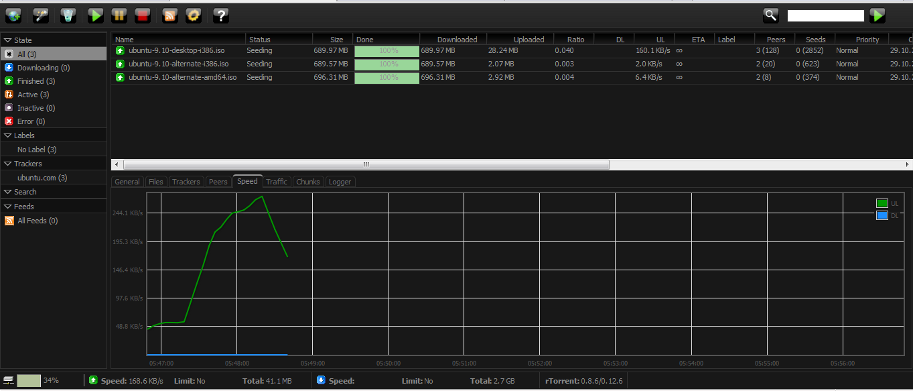 State
All (3)
Downloading (0)
Finished (3)
Active (3)
Inactive (0)
Error (0)
Labels
No Label (3)
Trackers
ubuntu.com (3)
Search
Feeds
All Feeds (0)
Name Status Size Done Downloaded Uploaded Ratio DL UL ETA Label Peers Seeds Priority
ubuntu-9.10-desktop-i386.iso Seeding 689.97 MB 100% 689.97 MB 28.24 MB 0.040 160.1 KB/s ∞ 3 (128) 0 (2852) Normal 29.10.
ubuntu-9.10-alternate-i386.iso Seeding 689.57 MB 100% 689.57 MB 2.07 MB 0.003 2.0 KB/s ∞ 2 (20) 0 (623) Normal 29.10.
ubuntu-9.10-alternate-amd64.iso Seeding 696.31 MB 100% 696.31 MB 2.92 MB 0.004 6.4 KB/s ∞ 2 (8) 0 (374) Normal 29.10.
General Files Trackers Peers Speed Traffic Chunks Logger
UL
DL
244.1 KB/s
195.3 KB/s
146.4 KB/s
97.6 KB/s
48.8 KB/s
05:47:00 05:48:00 05:49:00 05:50:00 05:51:00 05:52:00 05:53:00 05:54:00 05:55:00 05:56:00
34% Speed: 168.6 KB/s Limit: No Total: 41.1 MB Speed: Limit: No Total: 2.7 GB rTorrent: 0.8.6/0.12.6